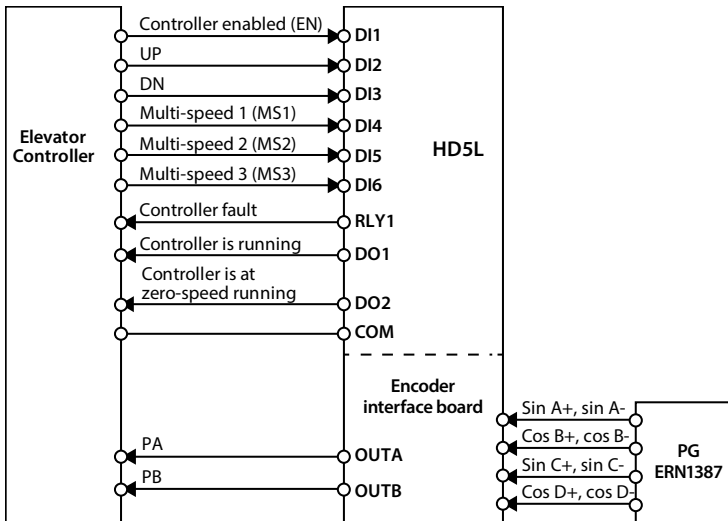 Controller enabled (EN)
DI1
UP
DI2
DN
DI3
Multi-speed 1 (MS1)
DI4
Elevator
Controller
HD5L
Multi-speed 2 (MS2)
DI5
Multi-speed 3 (MS3)
DI6
Controller fault
RLY1
Controller is running
DO1
Controller is at
zero-speed running
DO2
COM
Encoder
interface board
Sin A+, sin A-
Cos B+, cos B-
PG
ERN1387
Sin C+, sin C-
Cos D+, cos D-
PA
OUTA
PB
OUTB